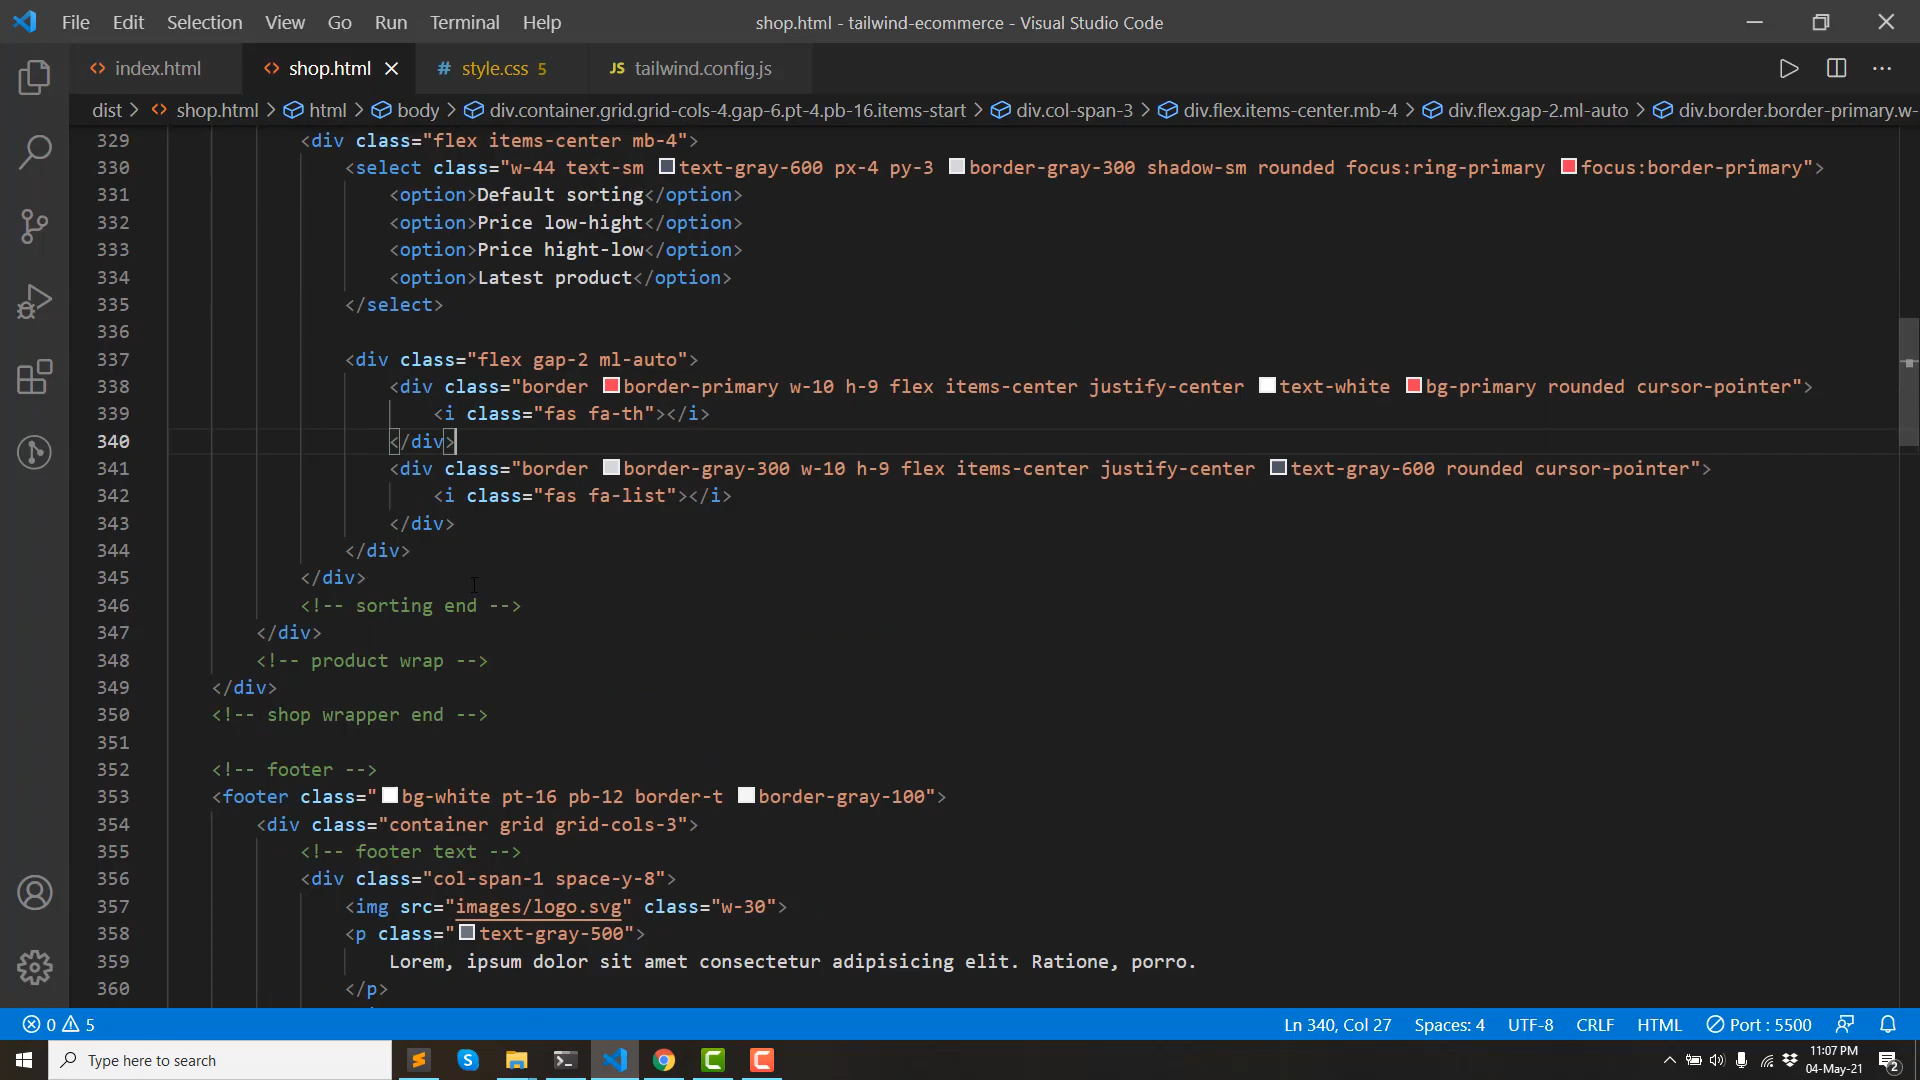 File Edit Selection View Go Run Terminal Help shop.html - tailwind-ecommerce - Visual Studio Code
index.html shop.html # style.css 5 JS tailwind.config.js
dist > shop.html > html > body > div.container.grid.grid-cols-4.gap-6.pt-4.pb-16.items-start > div.col-span-3 > div.flex.items-center.mb-4 > div.flex.gap-2.ml-auto > div.border.border-primary.w-
329 <div class="flex items-center mb-4">
330 <select class="w-44 text-sm text-gray-600 px-4 py-3 border-gray-300 shadow-sm rounded focus:ring-primary focus:border-primary">
331 <option>Default sorting</option>
332 <option>Price low-hight</option>
333 <option>Price hight-low</option>
334 <option>Latest product</option>
335 </select>
336
337 <div class="flex gap-2 ml-auto">
338 <div class="border border-primary w-10 h-9 flex items-center justify-center text-white bg-primary rounded cursor-pointer">
339 <i class="fas fa-th"></i>
340 </div>
341 <div class="border border-gray-300 w-10 h-9 flex items-center justify-center text-gray-600 rounded cursor-pointer">
342 <i class="fas fa-list"></i>
343 </div>
344 </div>
345 </div>
346 <!-- sorting end -->
347 </div>
348 <!-- product wrap -->
349 </div>
350 <!-- shop wrapper end -->
351
352 <!-- footer -->
353 <footer class="bg-white pt-16 pb-12 border-t border-gray-100">
354 <div class="container grid grid-cols-3">
355 <!-- footer text -->
356 <div class="col-span-1 space-y-8">
357 <img src="images/logo.svg" class="w-30">
358 <p class="text-gray-500">
359 Lorem, ipsum dolor sit amet consectetur adipisicing elit. Ratione, porro.
360 </p>
0 5 Ln 340, Col 27 Spaces: 4 UTF-8 CRLF HTML Port : 5500
Type here to search
11:07 PM
04-May-21
2